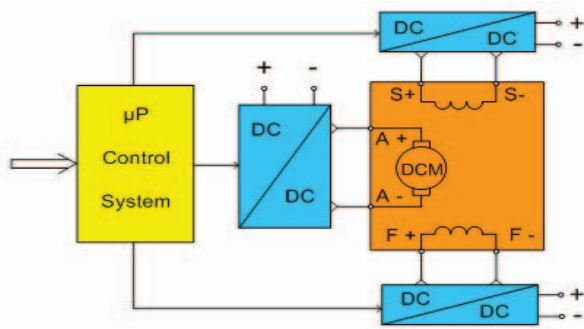 DC
DC
+
-
µP
Control
System
+ -
DC
DC
S+ S-
A +
DCM
A -
F + F -
DC
DC
+
-